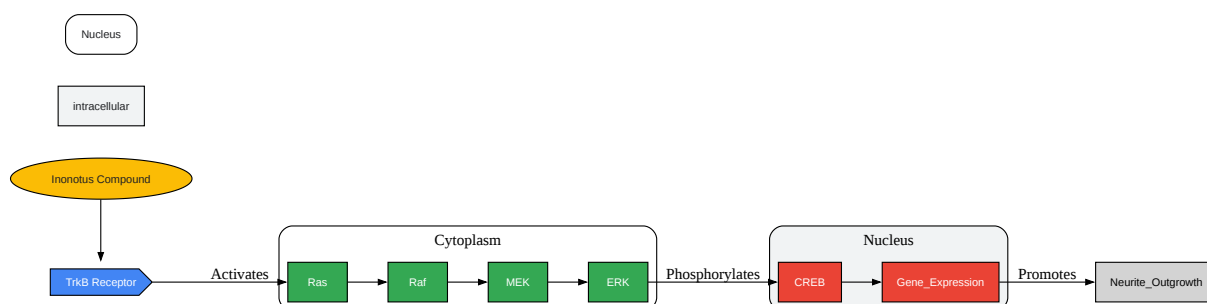 Nucleus
intracellular
Inonotus Compound
Cytoplasm
Nucleus
TrkB Receptor
Activates
Ras
Raf
MEK
ERK
Phosphorylates
CREB
Gene_Expression
Promotes
Neurite_Outgrowth